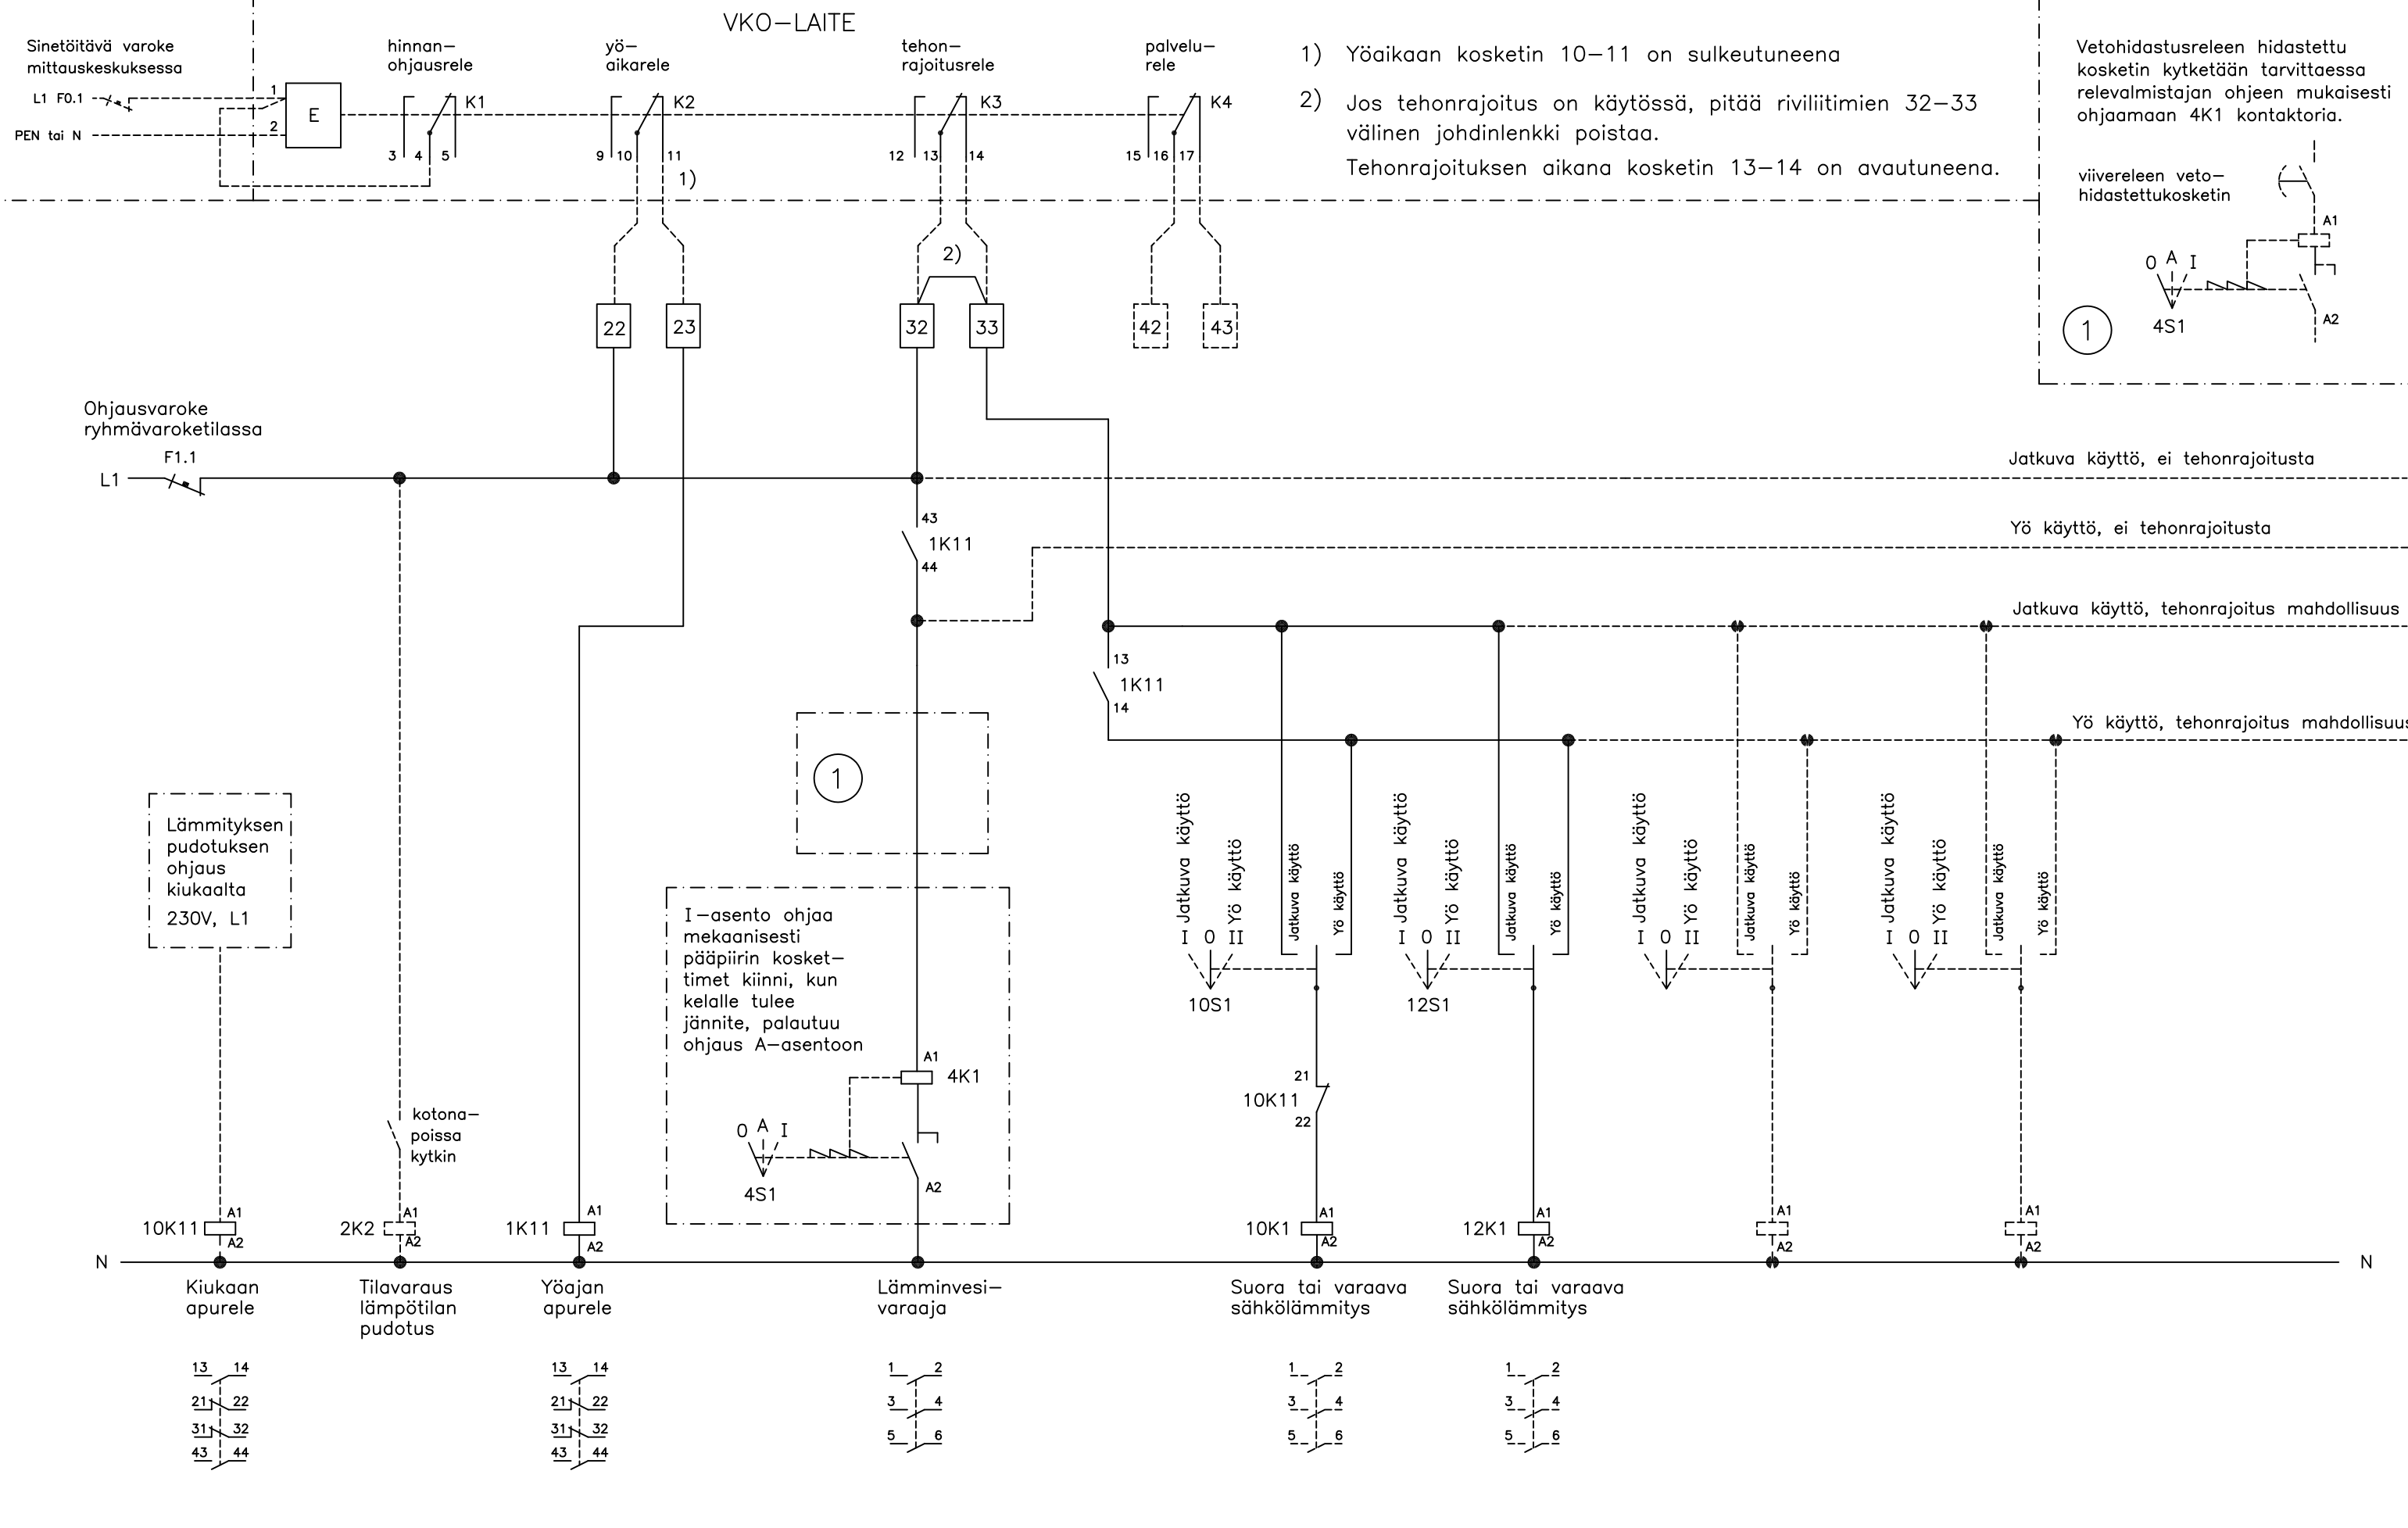 VKO-LAITE
Sinetöitävä varoke
mittauskeskuksessa
L1 F0.1
PEN tai N
1
2
E
hinnan-
ohjausrele
K1
3 4 5
yö-
aikarele
K2
9 10 11
1)
tehon-
rajoitusrele
K3
12 13 14
2)
palvelu-
rele
K4
15 16 17
1) Yöaikaan kosketin 10-11 on sulkeutuneena
2) Jos tehonrajoitus on käytössä, pitää riviliitimien 32-33
välinen johdinlenkki poistaa.
Tehonrajoituksen aikana kosketin 13-14 on avautuneena.
Vetohidastusreleen hidastettu
kosketin kytketään tarvittaessa
relevalmistajan ohjeen mukaisesti
ohjaamaan 4K1 kontaktoria.
viivereleen veto-
hidastettukosketin
A1
O A I
4S1
A2
1
22 23 32 33 42 43
Ohjausvaroke
ryhmävaroketilassa
F1.1
L1
Jatkuva käyttö, ei tehonrajoitusta
43
1K11
44
Yö käyttö, ei tehonrajoitusta
Jatkuva käyttö, tehonrajoitus mahdollisuus
13
1K11
14
Yö käyttö, tehonrajoitus mahdollisuus
1
Lämmityksen
pudotuksen
ohjaus
kiukaalta
230V, L1
I-asento ohjaa
mekaanisesti
pääpiirin kosket-
timet kiinni, kun
kelalle tulee
jännite, palautuu
ohjaus A-asentoon
A1
4K1
O A I
4S1
A2
kotona-
poissa
kytkin
I Jatkuva käyttö
O
II Yö käyttö
Jatkuva käyttö
Yö käyttö
10S1
I Jatkuva käyttö
O
II Yö käyttö
Jatkuva käyttö
Yö käyttö
12S1
I Jatkuva käyttö
O
II Yö käyttö
Jatkuva käyttö
Yö käyttö
I Jatkuva käyttö
O
II Yö käyttö
Jatkuva käyttö
Yö käyttö
21
10K11
22
10K11 A1 A2
2K2 A1 A2
1K11 A1 A2
10K1 A1 A2
12K1 A1 A2
A1 A2
A1 A2
N
N
Kiukaan
apurele
Tilavaraus
lämpötilan
pudotus
Yöajan
apurele
Lämminvesi-
varaaja
Suora tai varaava
sähkölämmitys
Suora tai varaava
sähkölämmitys
13 14
21 22
31 32
43 44
13 14
21 22
31 32
43 44
1 2
3 4
5 6
1 2
3 4
5 6
1 2
3 4
5 6